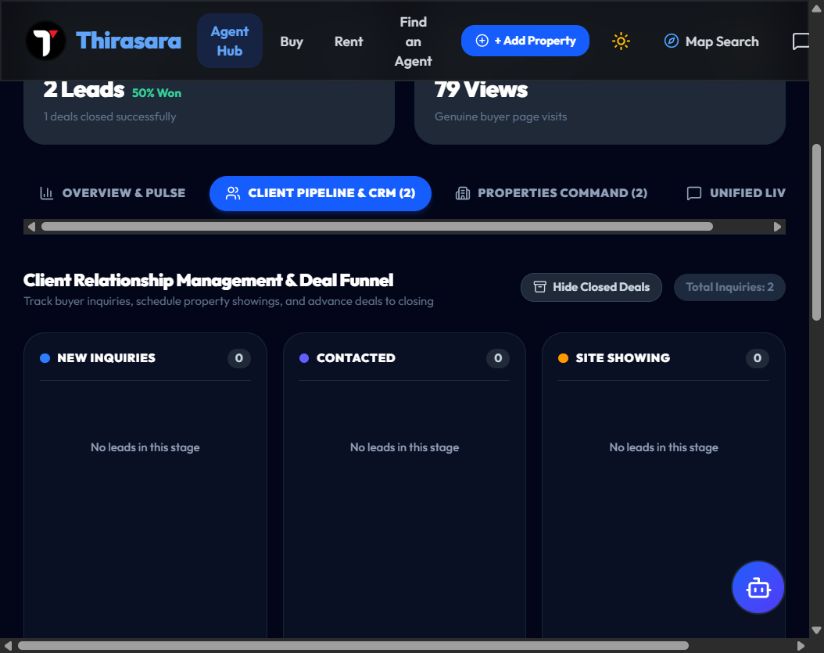 Thirasara
Agent
Hub
Buy
Rent
Find
an
Agent
+ Add Property
Map Search
2 Leads 50% Won
1 deals closed successfully
79 Views
Genuine buyer page visits
OVERVIEW & PULSE
CLIENT PIPELINE & CRM (2)
PROPERTIES COMMAND (2)
UNIFIED LIV
Client Relationship Management & Deal Funnel
Track buyer inquiries, schedule property showings, and advance deals to closing
Hide Closed Deals
Total Inquiries: 2
NEW INQUIRIES 0
No leads in this stage
CONTACTED 0
No leads in this stage
SITE SHOWING 0
No leads in this stage